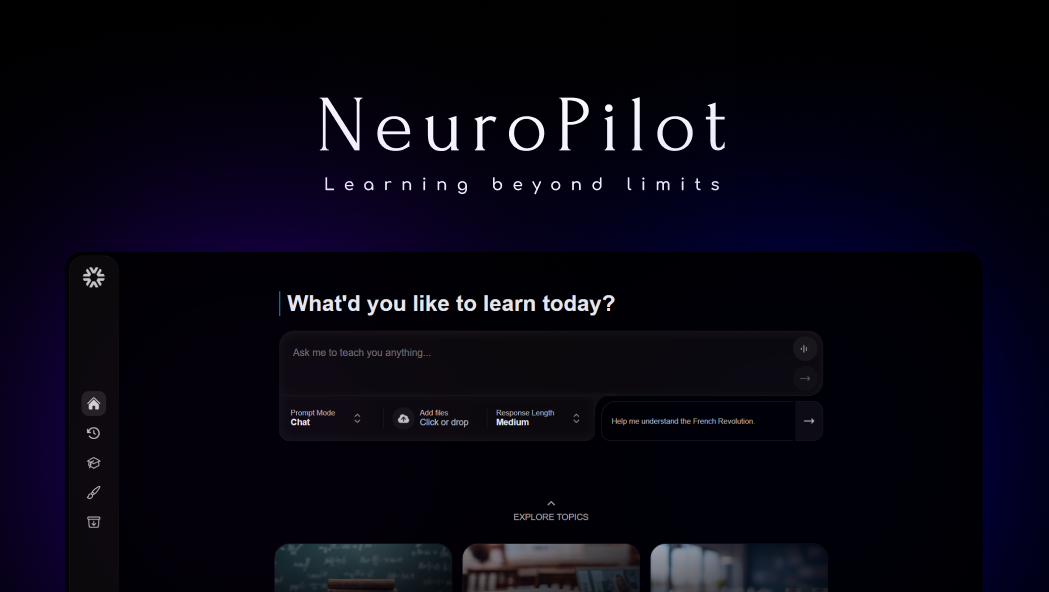 NeuroPilot
Learning beyond limits
What'd you like to learn today?
Ask me to teach you anything...
Prompt Mode
Chat
Add files
Click or drop
Response Length
Medium
Help me understand the French Revolution.
EXPLORE TOPICS